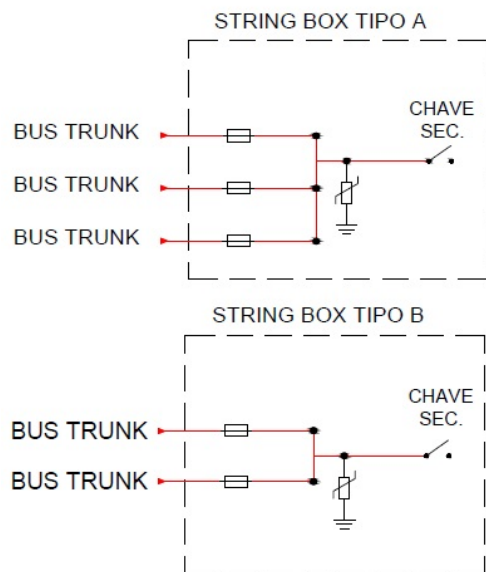 STRING BOX TIPO A
CHAVE
SEC.
BUS TRUNK
BUS TRUNK
BUS TRUNK
STRING BOX TIPO B
CHAVE
SEC.
BUS TRUNK
BUS TRUNK